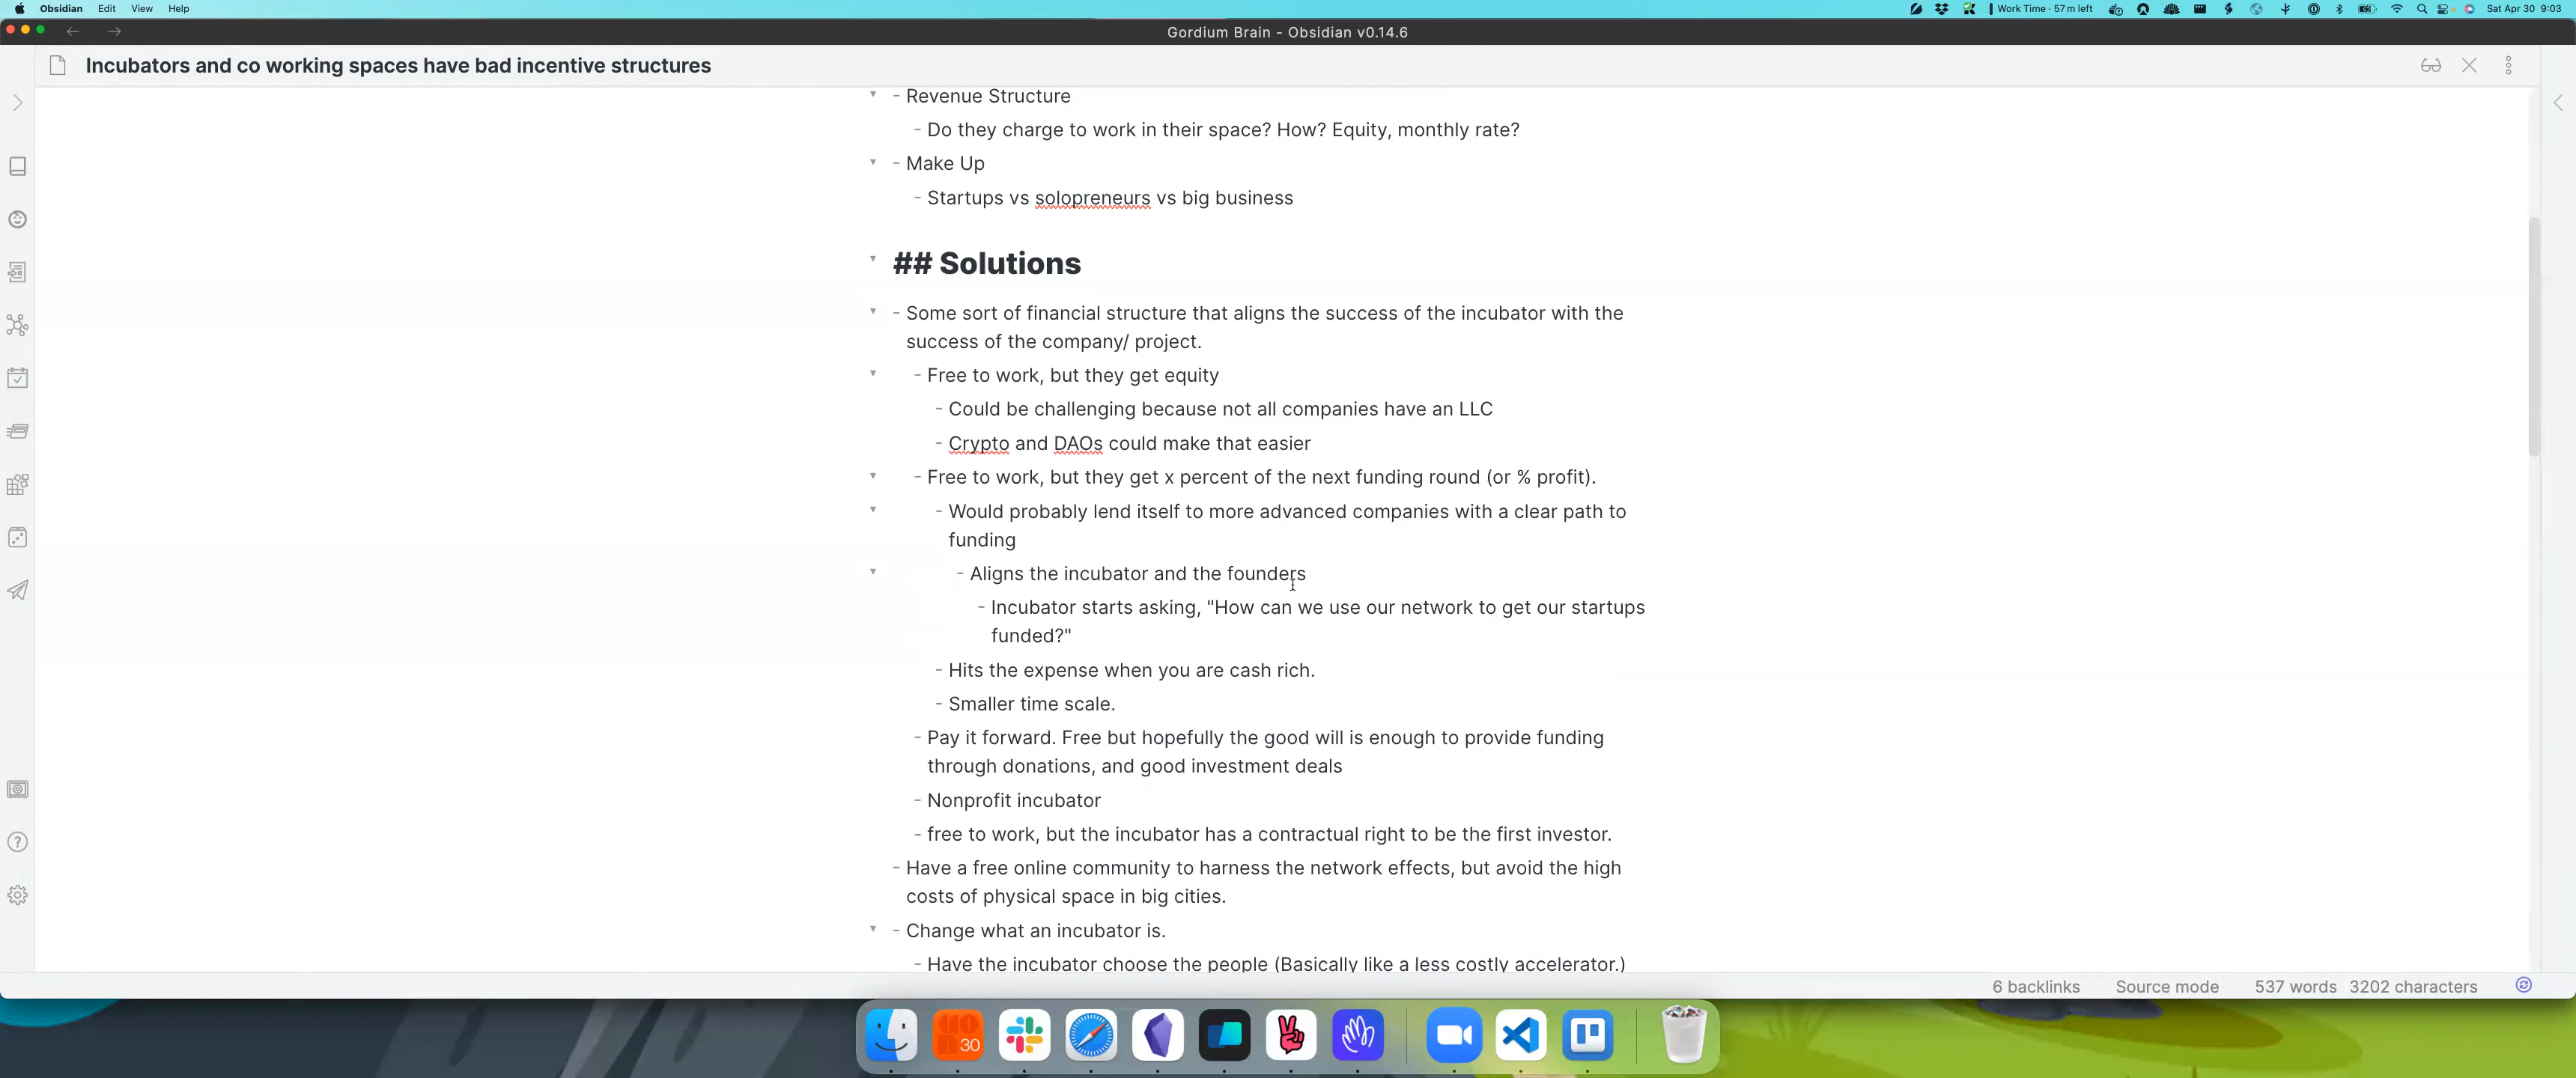 Obsidian Edit View Help Work Time · 57 m left Sat Apr 30 9:03
Gordium Brain - Obsidian v0.14.6
Incubators and co working spaces have bad incentive structures
- Revenue Structure
- Do they charge to work in their space? How? Equity, monthly rate?
- Make Up
- Startups vs solopreneurs vs big business
## Solutions
- Some sort of financial structure that aligns the success of the incubator with the
success of the company/ project.
- Free to work, but they get equity
- Could be challenging because not all companies have an LLC
- Crypto and DAOs could make that easier
- Free to work, but they get x percent of the next funding round (or % profit).
- Would probably lend itself to more advanced companies with a clear path to
funding
- Aligns the incubator and the founders
- Incubator starts asking, "How can we use our network to get our startups
funded?"
- Hits the expense when you are cash rich.
- Smaller time scale.
- Pay it forward. Free but hopefully the good will is enough to provide funding
through donations, and good investment deals
- Nonprofit incubator
- free to work, but the incubator has a contractual right to be the first investor.
- Have a free online community to harness the network effects, but avoid the high
costs of physical space in big cities.
- Change what an incubator is.
- Have the incubator choose the people (Basically like a less costly accelerator.)
6 backlinks Source mode 537 words 3202 characters
30